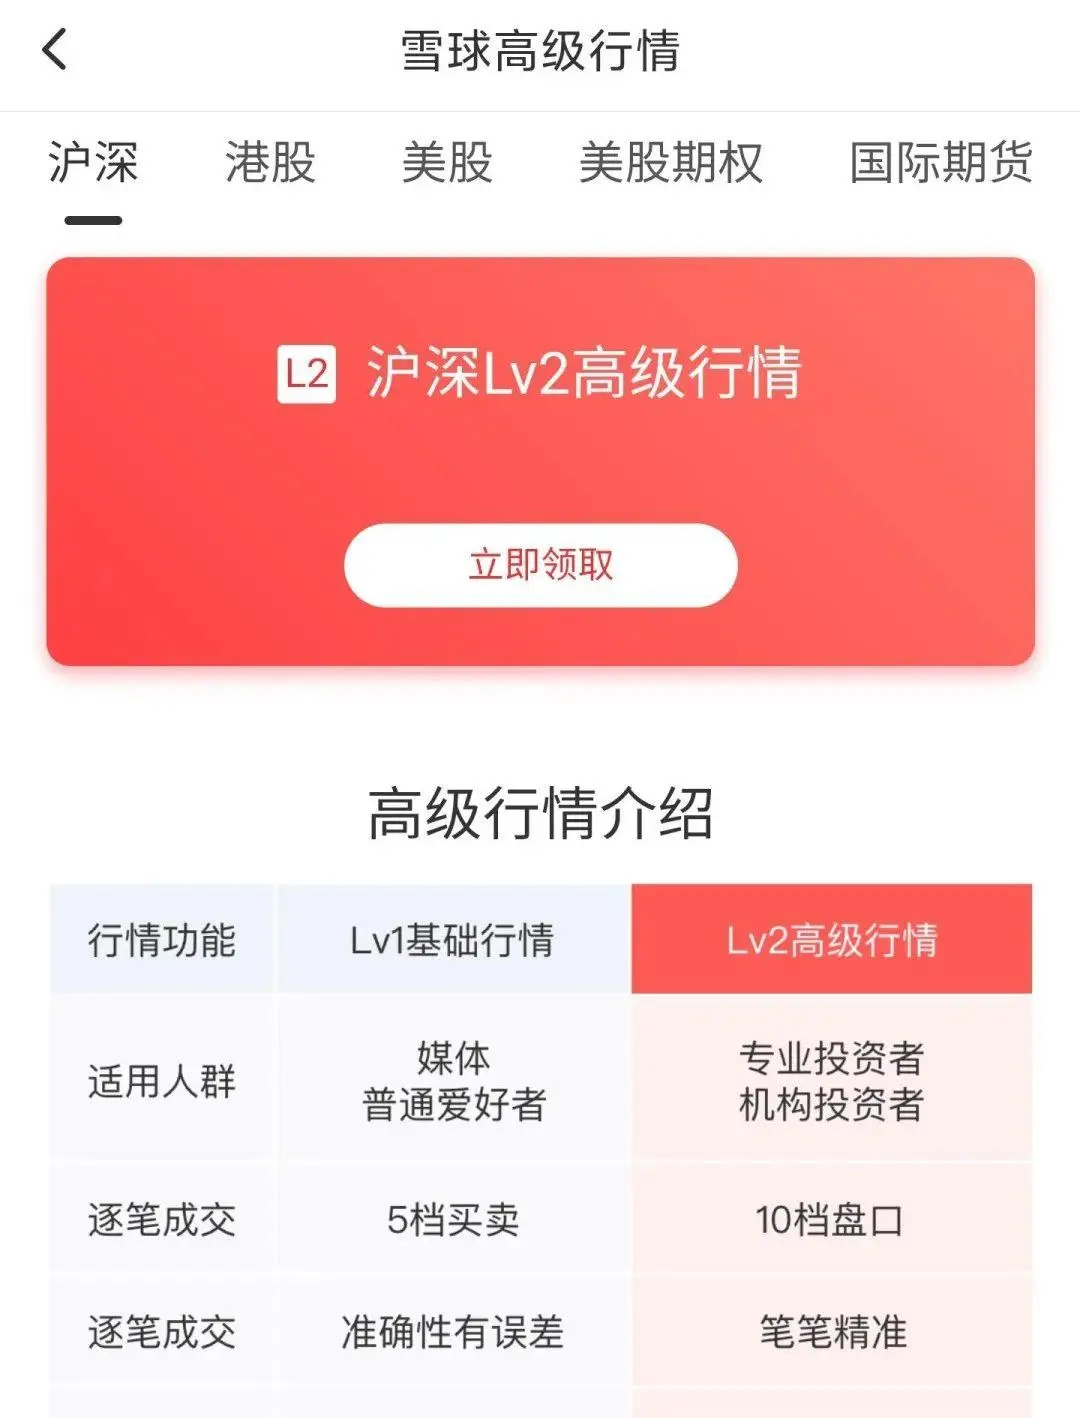 雪球高级行情
沪深 港股 美股 美股期权 国际期货
L2 沪深Lv2高级行情
立即领取
高级行情介绍
行情功能 Lv1基础行情 Lv2高级行情
适用人群 媒体 普通爱好者 专业投资者 机构投资者
逐笔成交 5档买卖 10档盘口
逐笔成交 准确性有误差 笔笔精准